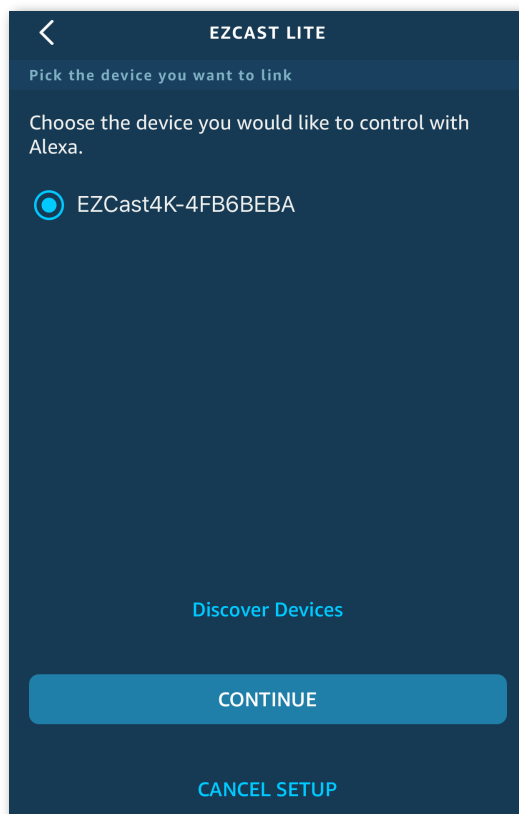 EZCAST LITE
Pick the device you want to link
Choose the device you would like to control with
Alexa.
EZCast4K-4FB6BEBA
Discover Devices
CONTINUE
CANCEL SETUP